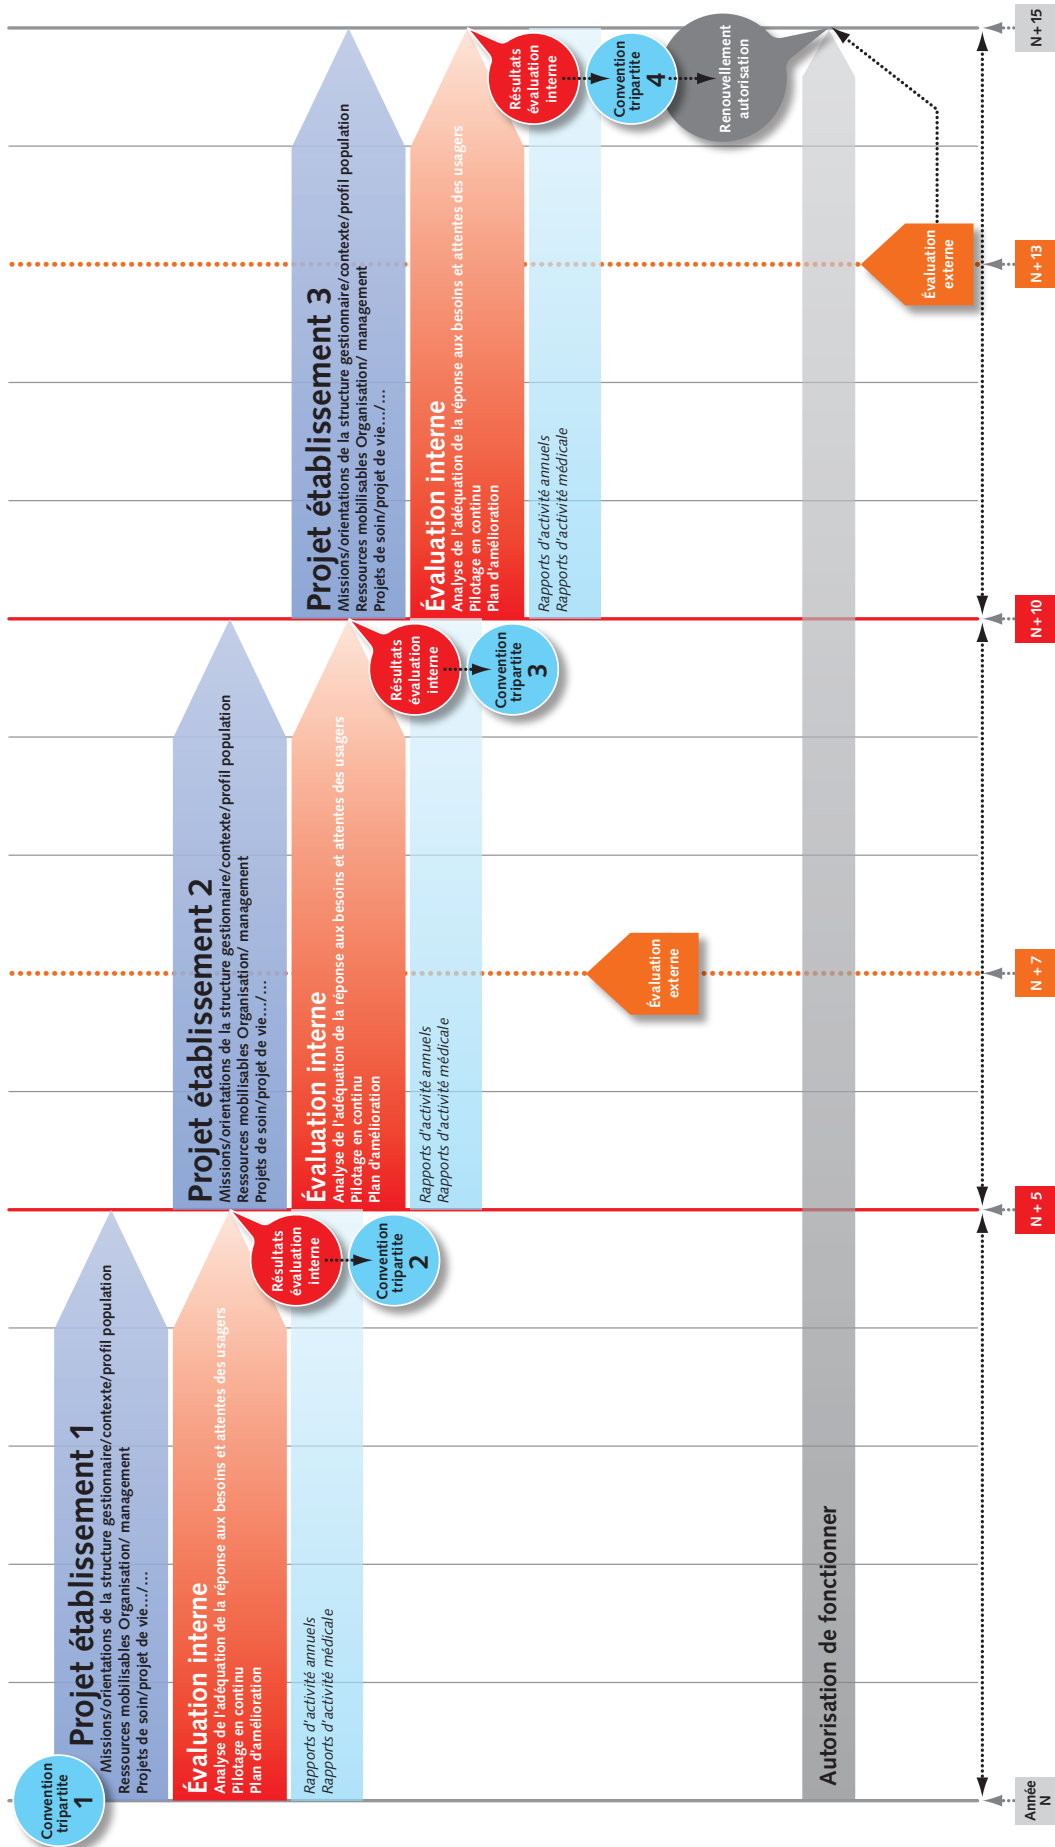 Convention
tripartite
1
Projet établissement 1
Missions/orientations de la structure gestionnaire/contexte/profil population
Ressources mobilisables Organisation/ management
Projets de soin/projet de vie.../...
Évaluation interne
Analyse de l'adéquation de la réponse aux besoins et attentes des usagers
Pilotage en continu
Plan d'amélioration
Rapports d'activité annuels
Rapports d'activité médicale
Résultats
évaluation
interne
Convention
tripartite
2
Projet établissement 2
Missions/orientations de la structure gestionnaire/contexte/profil population
Ressources mobilisables Organisation/ management
Projets de soin/projet de vie.../...
Évaluation interne
Analyse de l'adéquation de la réponse aux besoins et attentes des usagers
Pilotage en continu
Plan d'amélioration
Rapports d'activité annuels
Rapports d'activité médicale
Résultats
évaluation
interne
Convention
tripartite
3
Évaluation
externe
Projet établissement 3
Missions/orientations de la structure gestionnaire/contexte/profil population
Ressources mobilisables Organisation/ management
Projets de soin/projet de vie.../...
Évaluation interne
Analyse de l'adéquation de la réponse aux besoins et attentes des usagers
Pilotage en continu
Plan d'amélioration
Rapports d'activité annuels
Rapports d'activité médicale
Résultats
évaluation
interne
Convention
tripartite
4
Renouvellement
autorisation
Autorisation de fonctionner
Évaluation
externe
Année
N
N + 5
N + 7
N + 10
N + 13
N + 15